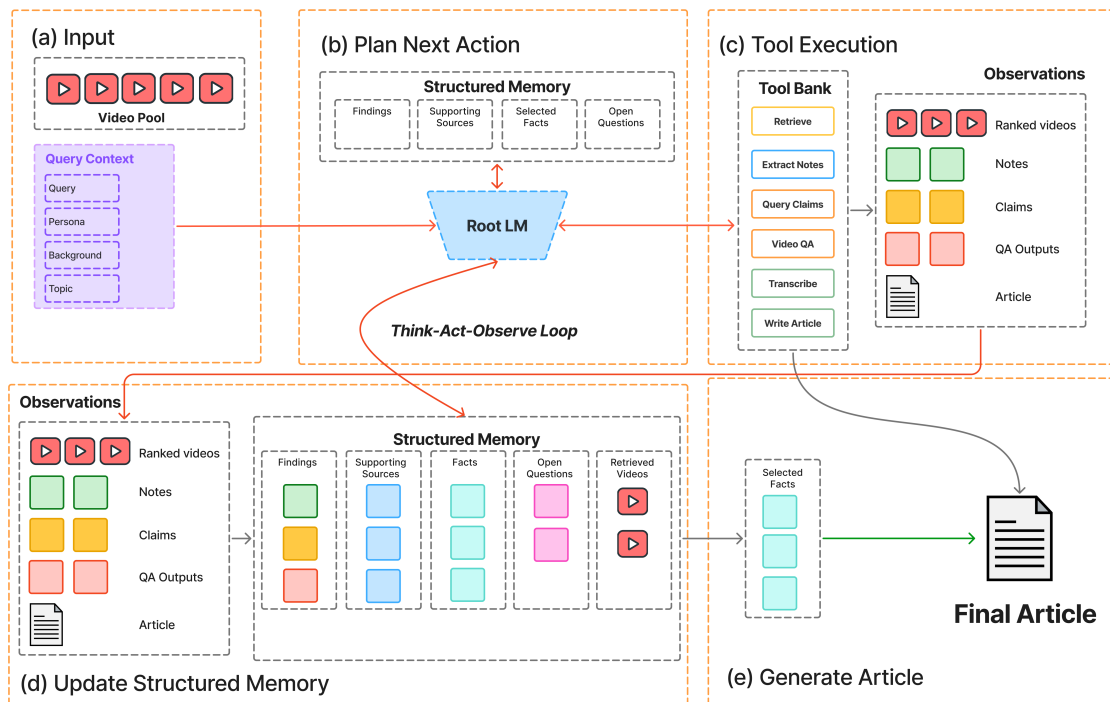 (a) Input
Video Pool
Query Context
Query
Persona
Background
Topic
(b) Plan Next Action
Structured Memory
Findings
Supporting
Sources
Selected
Facts
Open
Questions
Root LM
Think-Act-Observe Loop
(c) Tool Execution
Tool Bank
Retrieve
Extract Notes
Query Claims
Video QA
Transcribe
Write Article
Observations
Ranked videos
Notes
Claims
QA Outputs
Article
Observations
Ranked videos
Notes
Claims
QA Outputs
Article
Structured Memory
Findings
Supporting
Sources
Facts
Open
Questions
Retrieved
Videos
(d) Update Structured Memory
Selected
Facts
Final Article
(e) Generate Article